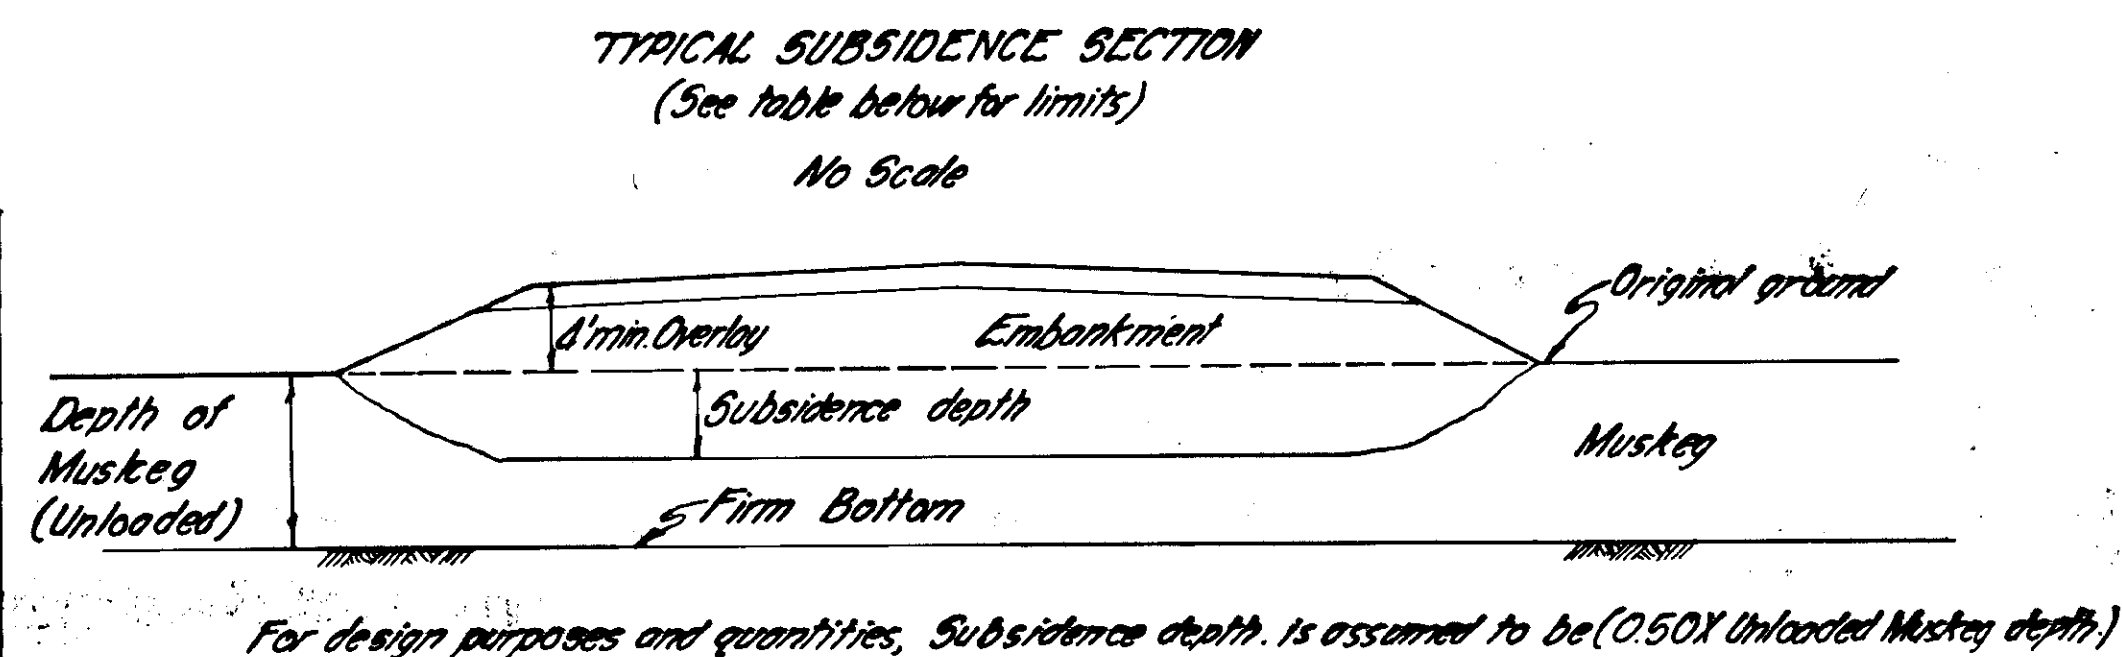 TYPICAL SUBSIDENCE SECTION
(See table below for limits)
No Scale
Original ground
4'min. Overlay
Embankment
Depth of
Muskeg
(Unloaded)
Subsidence depth
Muskeg
Firm Bottom
For design purposes and quantities, Subsidence depth. is assumed to be (0.50X Unloaded Muskeg depth.)